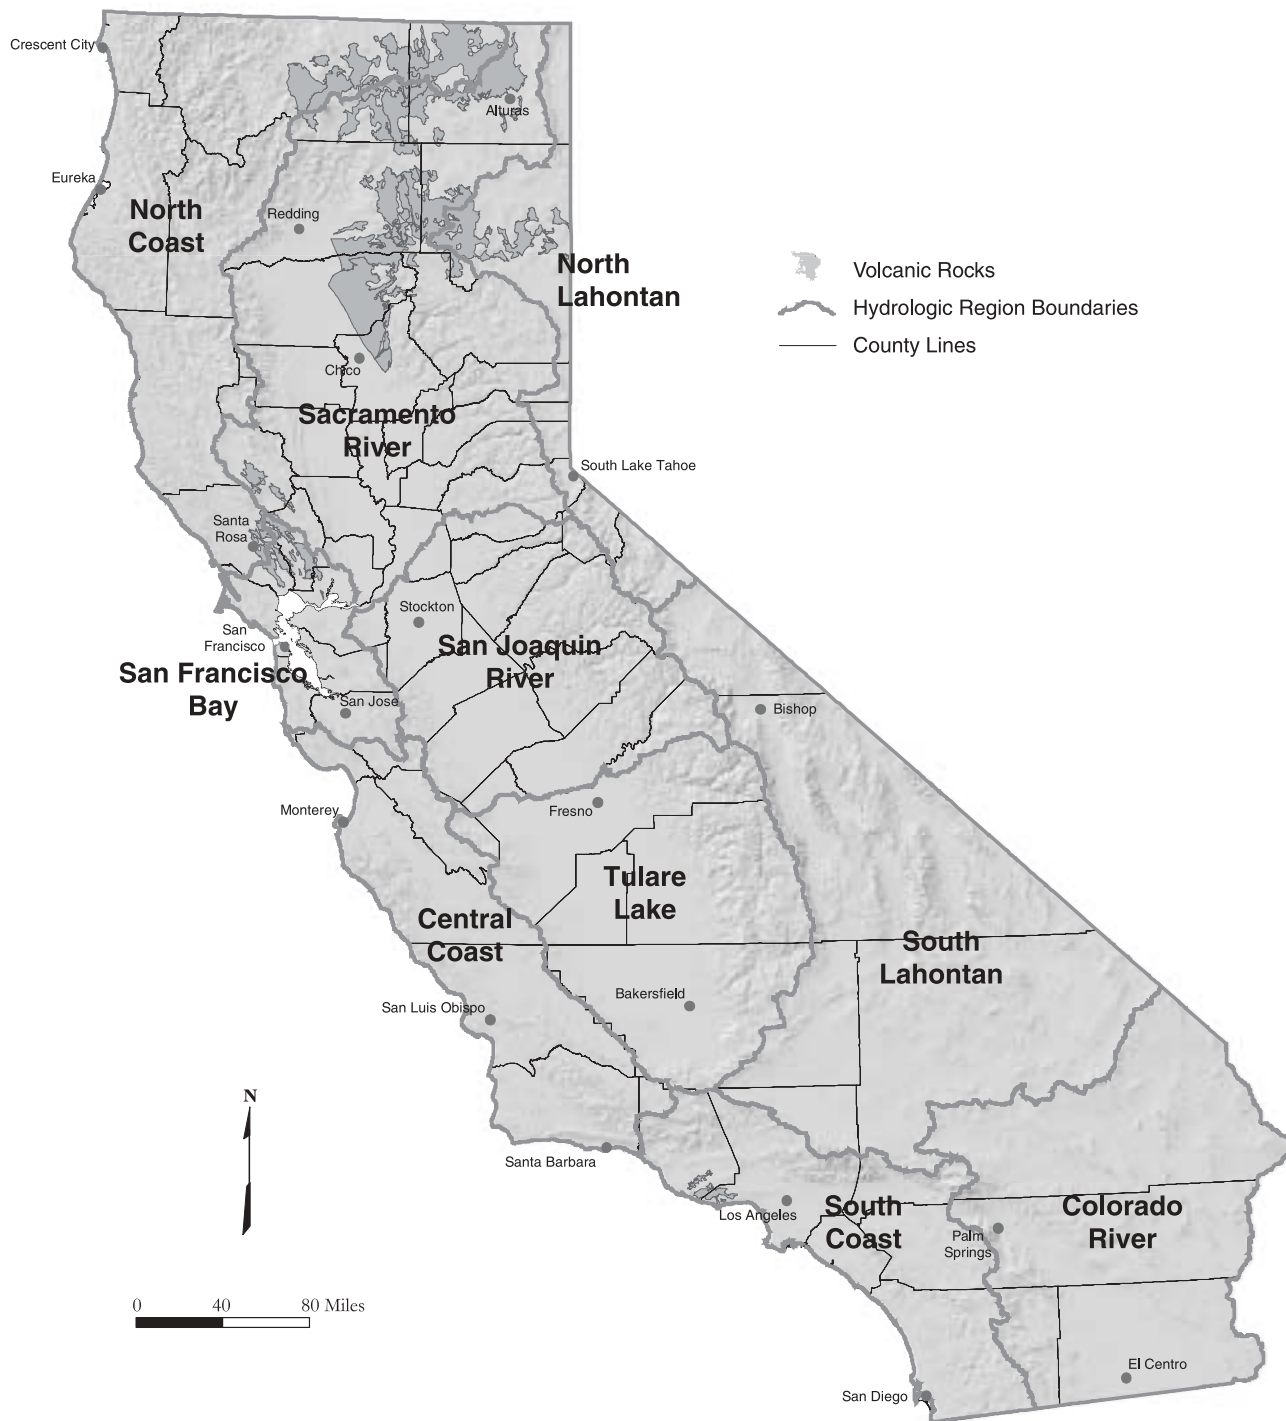 Crescent City
Alturas
Eureka
North
Coast
Redding
North
Lahontan
Volcanic Rocks
Hydrologic Region Boundaries
County Lines
Chico
Sacramento
River
South Lake Tahoe
Santa
Rosa
Stockton
San
Francisco
San Joaquin
River
San Francisco
Bay
San Jose
Bishop
Monterey
Fresno
Tulare
Lake
Central
Coast
South
Lahontan
San Luis Obispo
Bakersfield
N
Santa Barbara
Los Angeles
South
Coast
Palm
Springs
Colorado
River
0 40 80 Miles
El Centro
San Diego